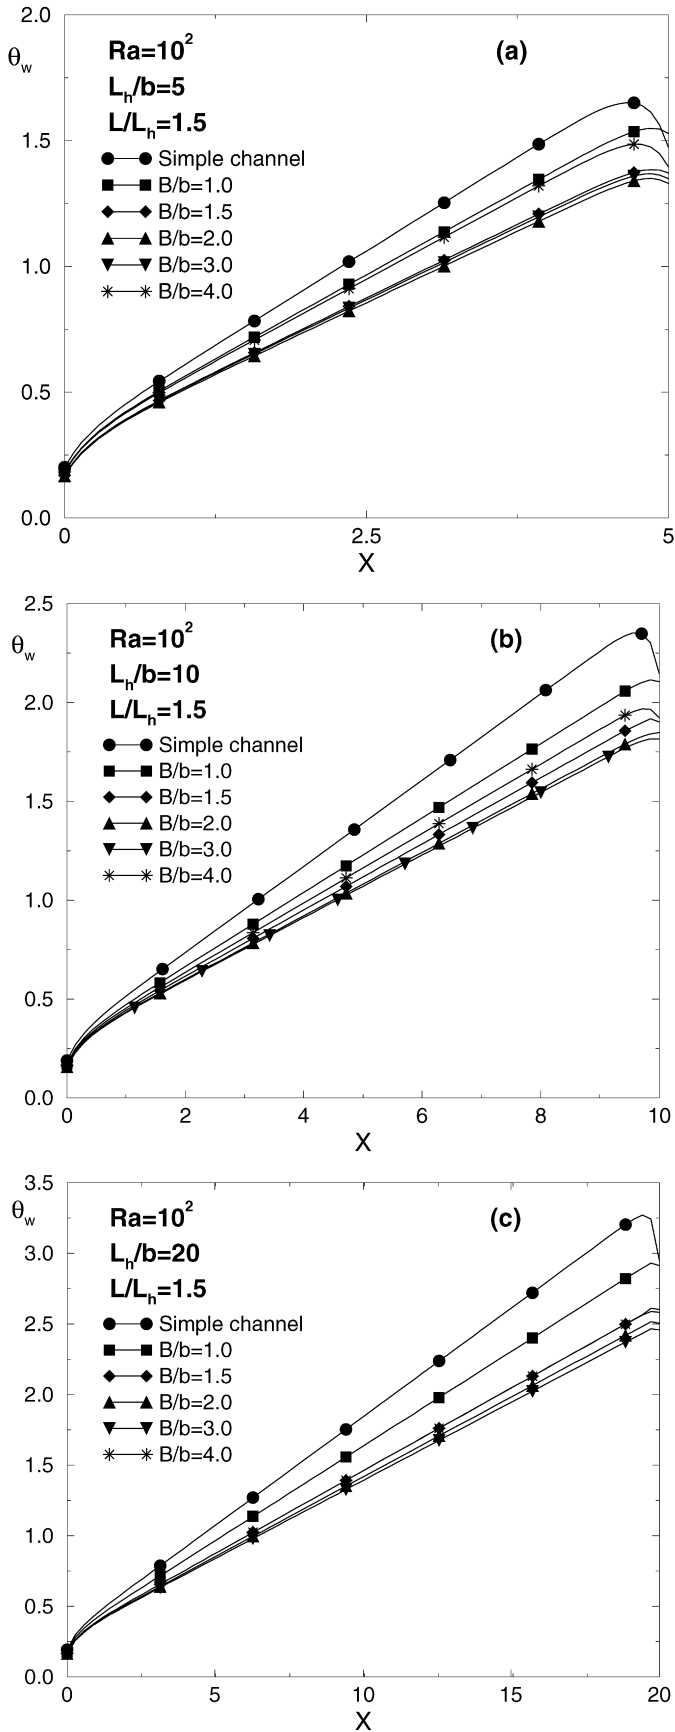 2.0
θw
Ra=10²
(a)
Lh/b=5
L/Lh=1.5
1.5
Simple channel
B/b=1.0
B/b=1.5
B/b=2.0
1.0
B/b=3.0
B/b=4.0
0.5
0.0
0 2.5 5
X
2.5
θw
Ra=10²
(b)
Lh/b=10
2.0
L/Lh=1.5
Simple channel
B/b=1.0
1.5
B/b=1.5
B/b=2.0
B/b=3.0
1.0
B/b=4.0
0.5
0.0
0 2 4 6 8 10
X
3.5
θw
Ra=10²
(c)
3.0
Lh/b=20
L/Lh=1.5
2.5
Simple channel
B/b=1.0
B/b=1.5
2.0
B/b=2.0
B/b=3.0
1.5
B/b=4.0
1.0
0.5
0.0
0 5 10 15 20
X